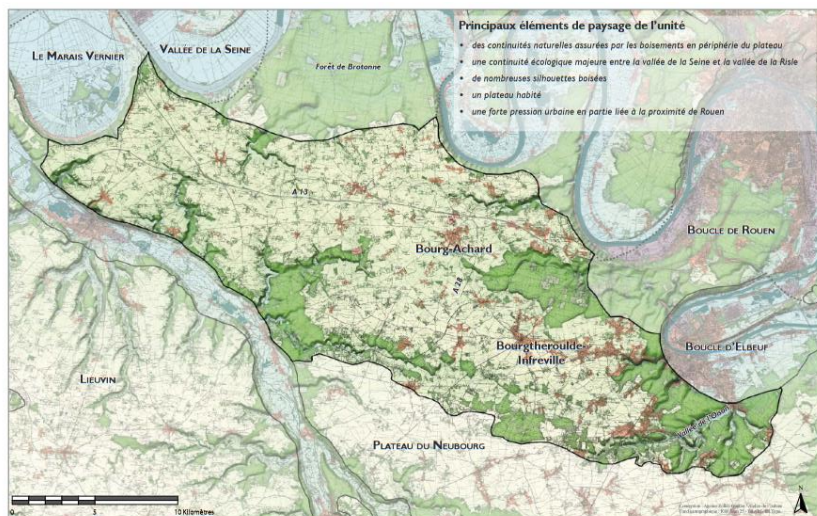 Principaux éléments de paysage de l'unité
• des continuités naturelles assurées par les boisements en périphérie du plateau
• une continuité écologique majeure entre la vallée de la Seine et la vallée de la Risle
• de nombreuses silhouettes boisées
• un plateau habité
• une forte pression urbaine en partie liée à la proximité de Rouen
LE MARAIS VERNIER
VALLÉE DE LA SEINE
Forêt de Brotonne
A 13
BOUCLE DE ROUEN
Bourg-Achard
A 28
Bourgtheroulde-
Infreville
BOUCLE D'ELBEUF
LIEUVIN
Vallée de l'Oison
PLATEAU DU NEUBOURG
N
0 5 10 Kilomètres